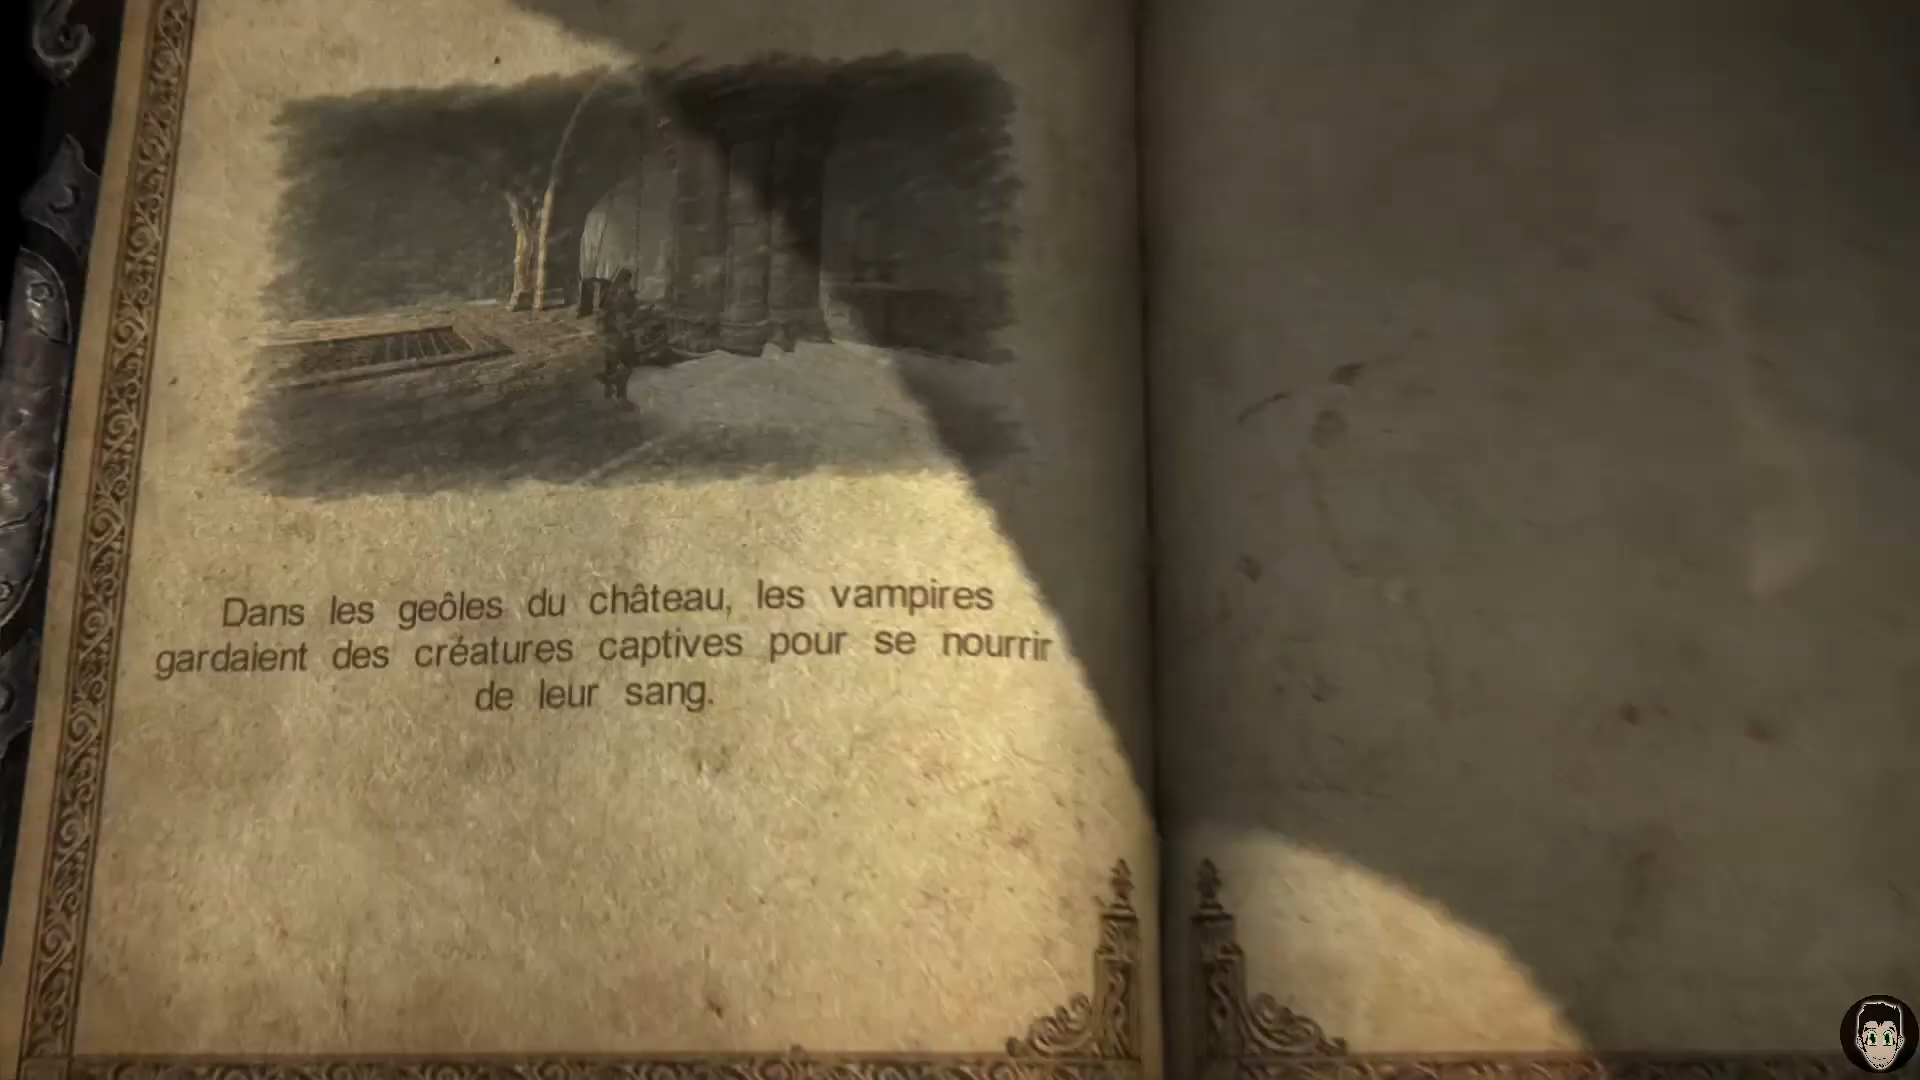 Dans les geôles du château, les vampires
gardaient des créatures captives pour se nourrir
de leur sang.